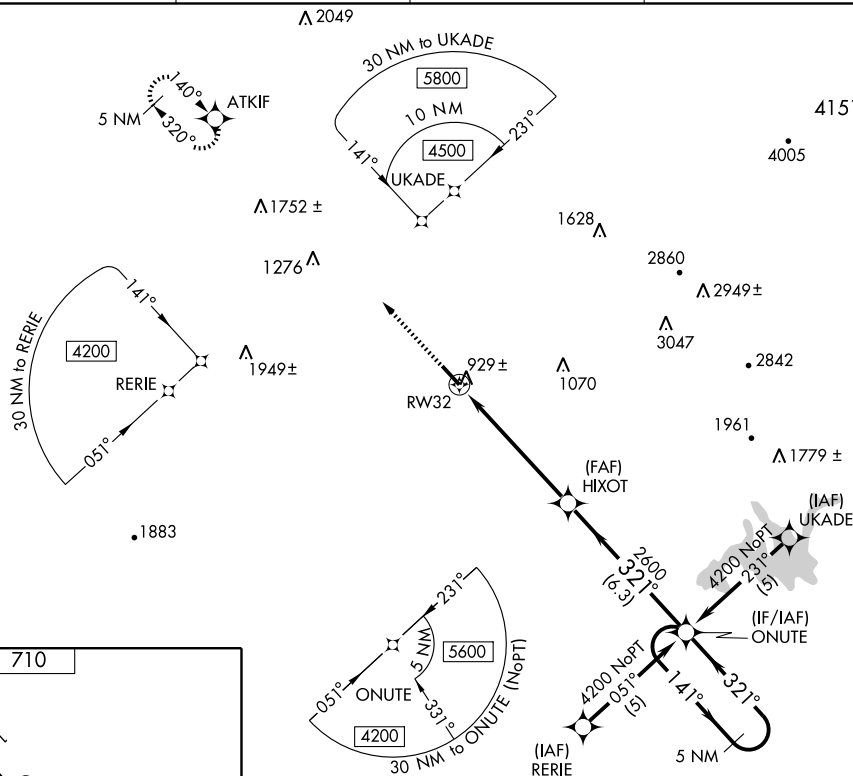 2049
30 NM to UKADE
5800
10 NM
4500
141°
231°
UKADE
140°
320°
5 NM
ATKIF
415
4005
1752 ±
1276
1628
2860
2949±
3047
2842
30 NM to RERIE
4200
141°
051°
RERIE
1949±
929±
RW32
1070
1961
1779 ±
(FAF)
HIXOT
(IAF)
UKADE
1883
2600
321°
(6.3)
4200 NoPT
231°
(5)
(IF/IAF)
ONUTE
4200 NoPT
051°
(5)
141°
321°
5 NM
(IAF)
RERIE
231°
5 NM
5600
051°
ONUTE
331°
4200
30 NM to ONUTE (NoPT)
710